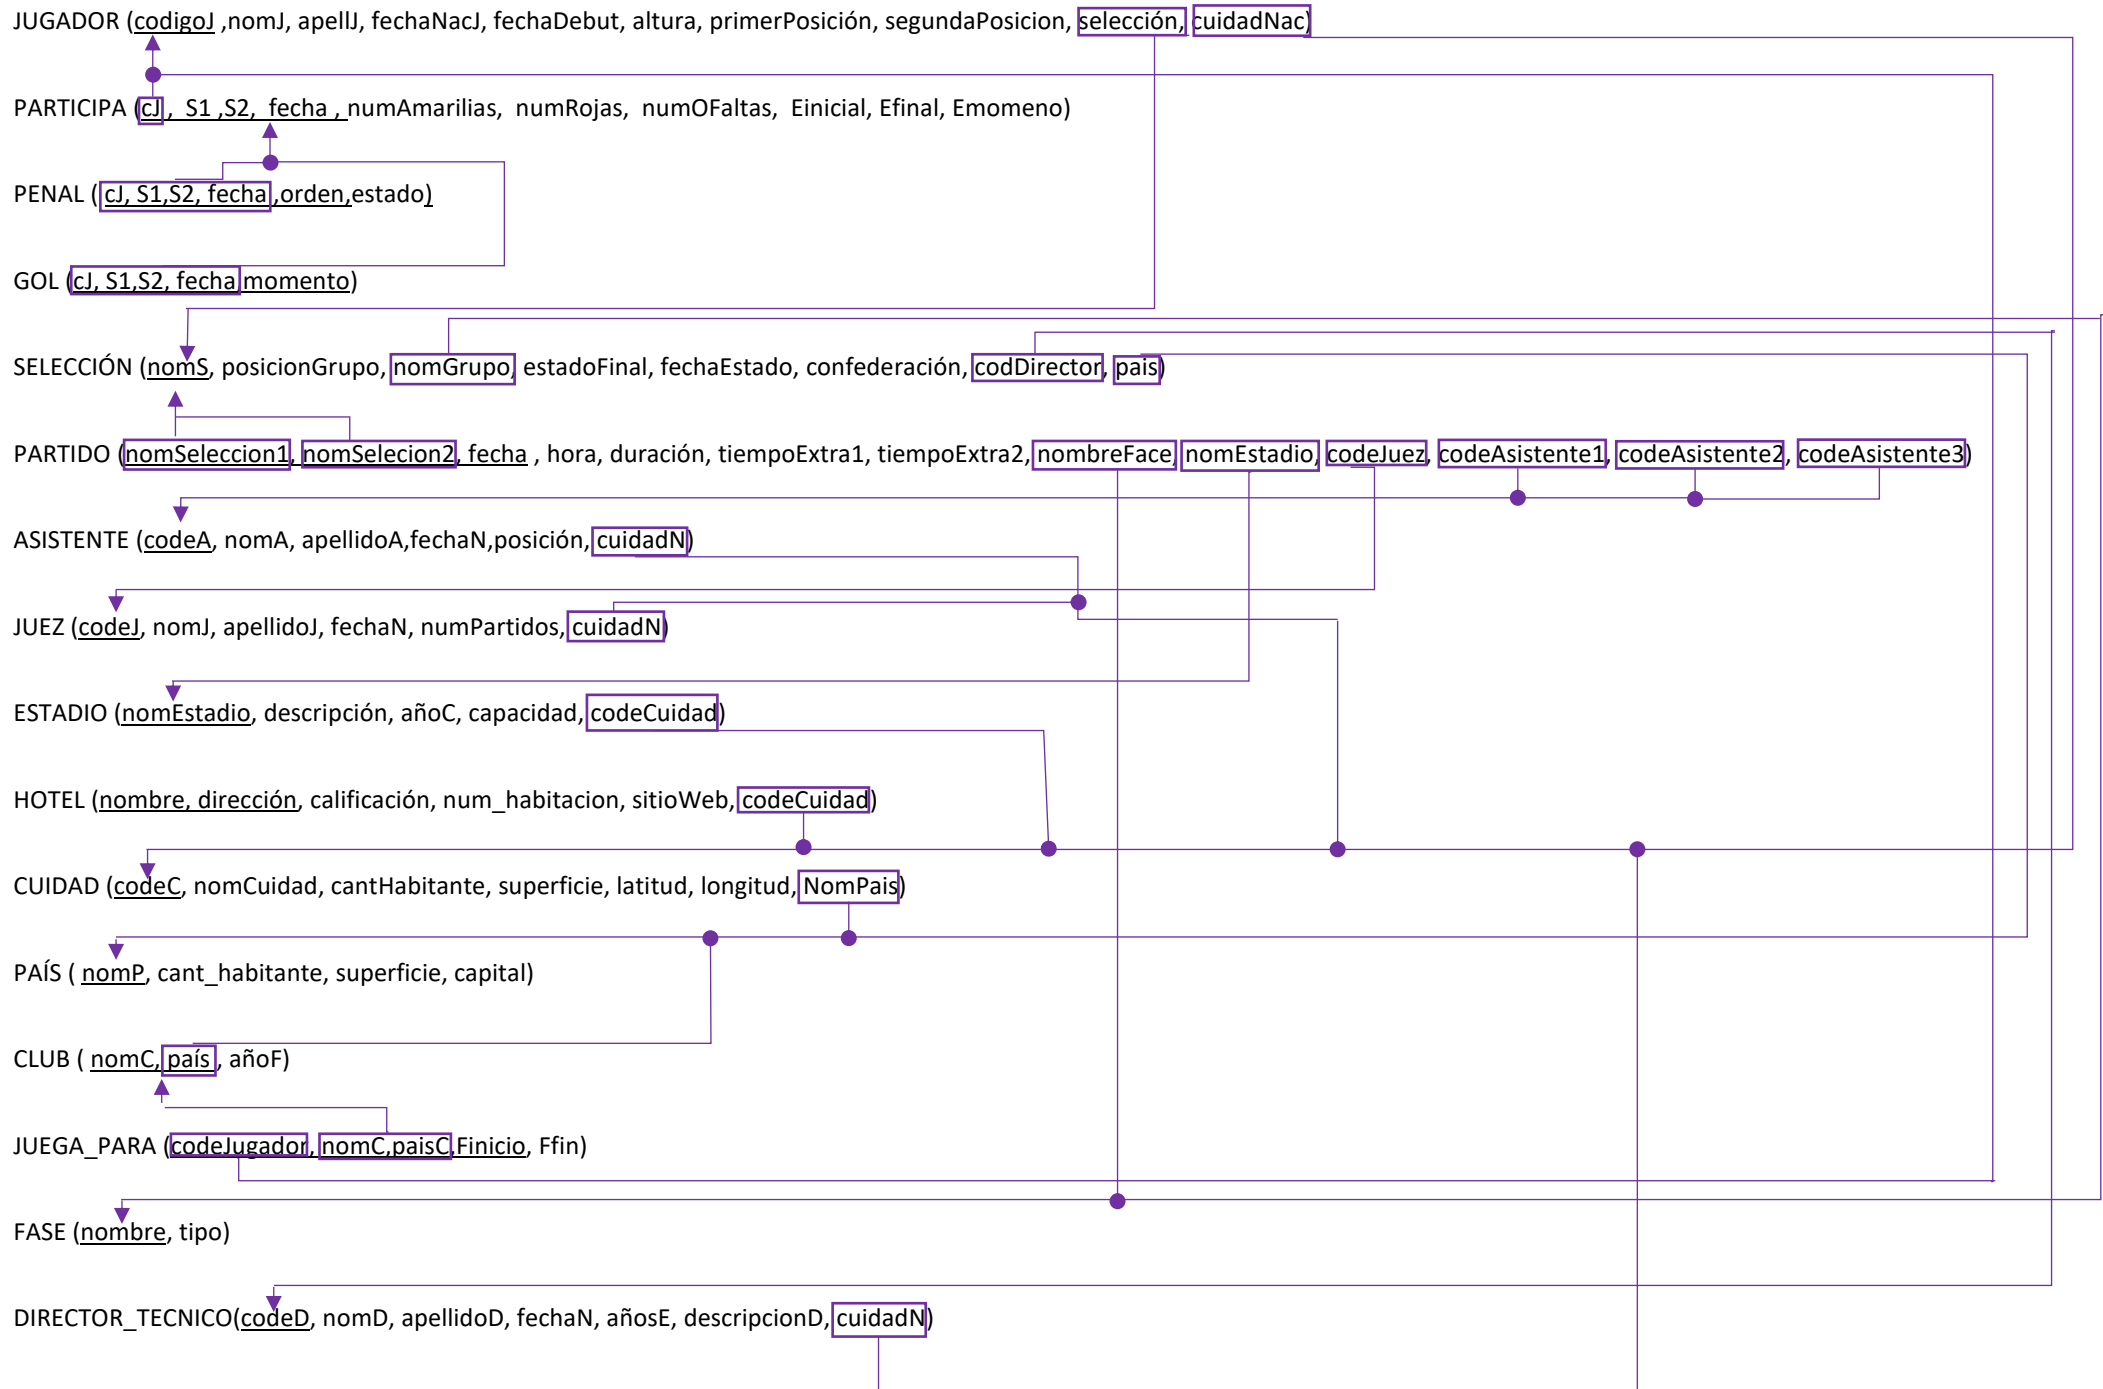 JUGADOR (codigoJ ,nomJ, apellJ, fechaNacJ, fechaDebut, altura, primerPosición, segundaPosicion, selección, cuidadNac)
PARTICIPA (cJ , S1 ,S2, fecha , numAmarilias, numRojas, numOFaltas, Einicial, Efinal, Emomeno)
PENAL ( cJ, S1,S2, fecha ,orden,estado)
GOL (cJ, S1,S2, fecha,momento)
SELECCIÓN (nomS, posicionGrupo, nomGrupo, estadoFinal, fechaEstado, confederación, codDirector, pais)
PARTIDO (nomSeleccion1, nomSelecion2, fecha , hora, duración, tiempoExtra1, tiempoExtra2, nombreFace, nomEstadio, codeJuez, codeAsistente1, codeAsistente2, codeAsistente3)
ASISTENTE (codeA, nomA, apellidoA,fechaN,posición, cuidadN)
JUEZ (codeJ, nomJ, apellidoJ, fechaN, numPartidos, cuidadN)
ESTADIO (nomEstadio, descripción, añoC, capacidad, codeCuidad)
HOTEL (nombre, dirección, calificación, num_habitacion, sitioWeb, codeCuidad)
CUIDAD (codeC, nomCuidad, cantHabitante, superficie, latitud, longitud, NomPais)
PAÍS ( nomP, cant_habitante, superficie, capital)
CLUB ( nomC, país , añoF)
JUEGA_PARA (codeJugador, nomC,paisC,Finicio, Ffin)
FASE (nombre, tipo)
DIRECTOR_TECNICO(codeD, nomD, apellidoD, fechaN, añosE, descripcionD, cuidadN)